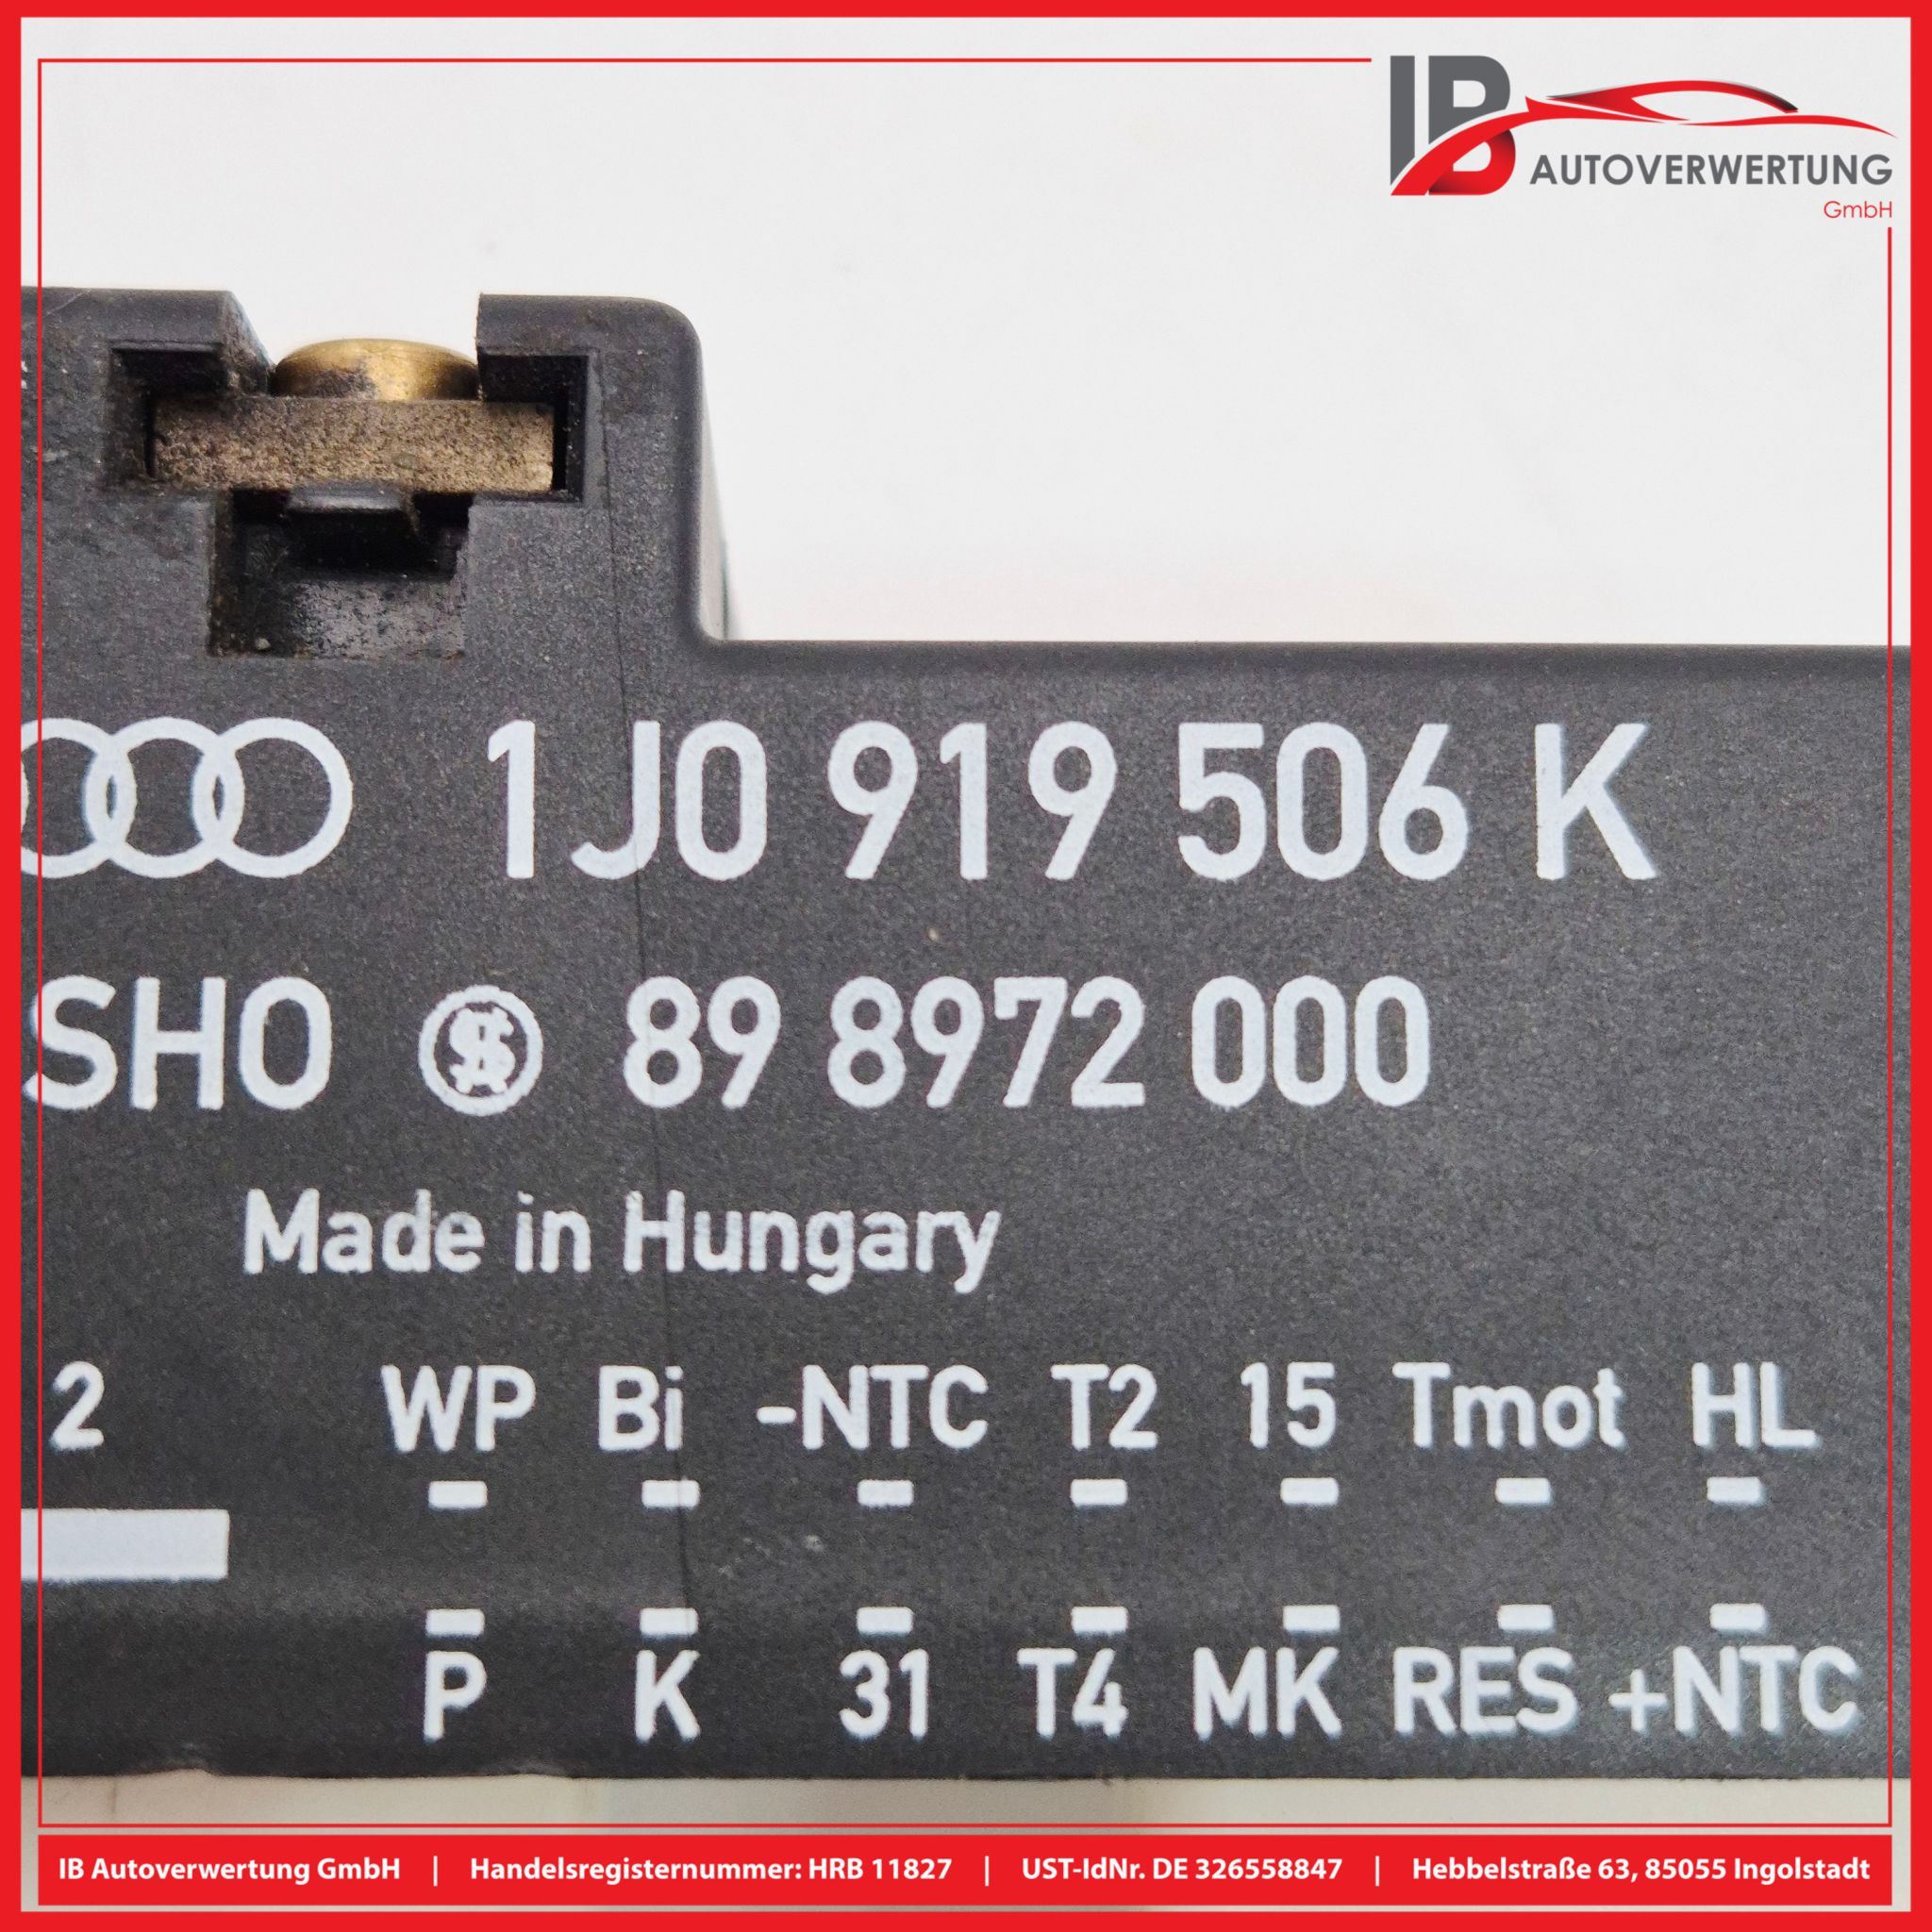 IB
AUTOVERWERTUNG
GmbH
1J0 919 506 K
SH0 89 8972 000
Made in Hungary
2 WP Bi -NTC T2 15 Tmot HL
P K 31 T4 MK RES +NTC
IB Autoverwertung GmbH | Handelsregisternummer: HRB 11827 | UST-IdNr. DE 326558847 | Hebbelstraße 63, 85055 Ingolstadt